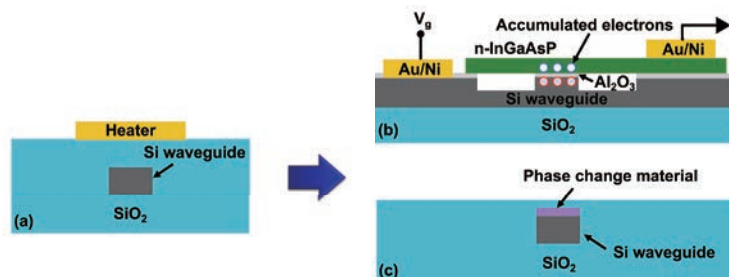 Heater
Si waveguide
(a)
SiO2
Vg
Accumulated electrons
n-InGaAsP
Au/Ni
Au/Ni
Al2O3
Si waveguide
(b)
SiO2
Phase change material
Si waveguide
(c)
SiO2